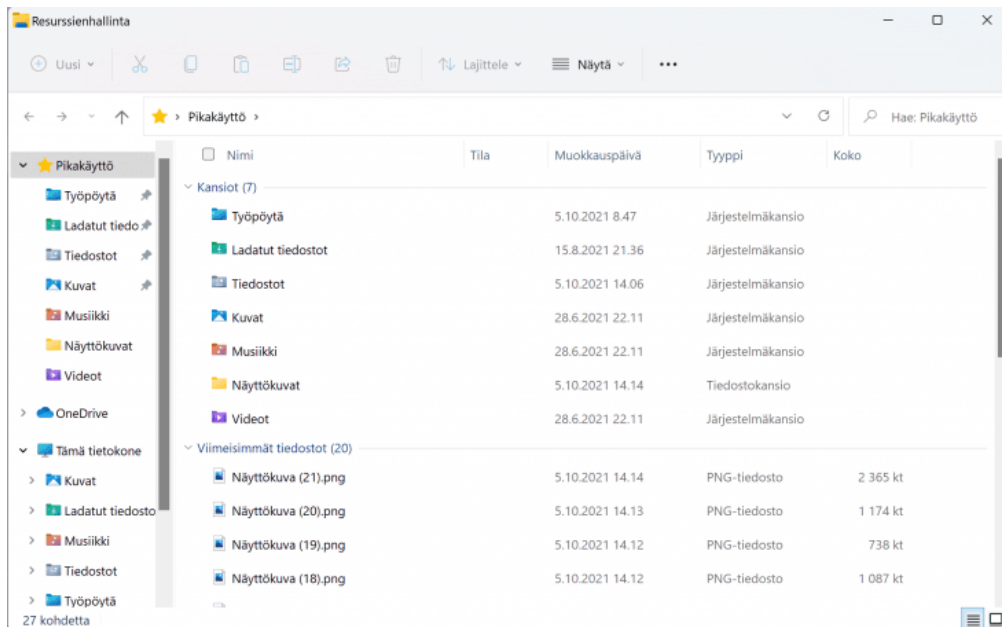 Resurssienhallinta
Uusi
Lajittele
Näytä
Pikakäyttö
Hae: Pikakäyttö
Pikakäyttö
Työpöytä
Ladatut tiedo
Tiedostot
Kuvat
Musiikki
Näyttökuvat
Videot
OneDrive
Tämä tietokone
Kuvat
Ladatut tiedosto
Musiikki
Tiedostot
Työpöytä
Nimi Tila Muokkauspäivä Tyyppi Koko
Kansiot (7)
Työpöytä 5.10.2021 8.47 Järjestelmäkansio
Ladatut tiedostot 15.8.2021 21.36 Järjestelmäkansio
Tiedostot 5.10.2021 14.06 Järjestelmäkansio
Kuvat 28.6.2021 22.11 Järjestelmäkansio
Musiikki 28.6.2021 22.11 Järjestelmäkansio
Näyttökuvat 5.10.2021 14.14 Tiedostokansio
Videot 28.6.2021 22.11 Järjestelmäkansio
Viimeisimmät tiedostot (20)
Näyttökuva (21).png 5.10.2021 14.14 PNG-tiedosto 2 365 kt
Näyttökuva (20).png 5.10.2021 14.13 PNG-tiedosto 1 174 kt
Näyttökuva (19).png 5.10.2021 14.12 PNG-tiedosto 738 kt
Näyttökuva (18).png 5.10.2021 14.12 PNG-tiedosto 1 087 kt
27 kohdetta